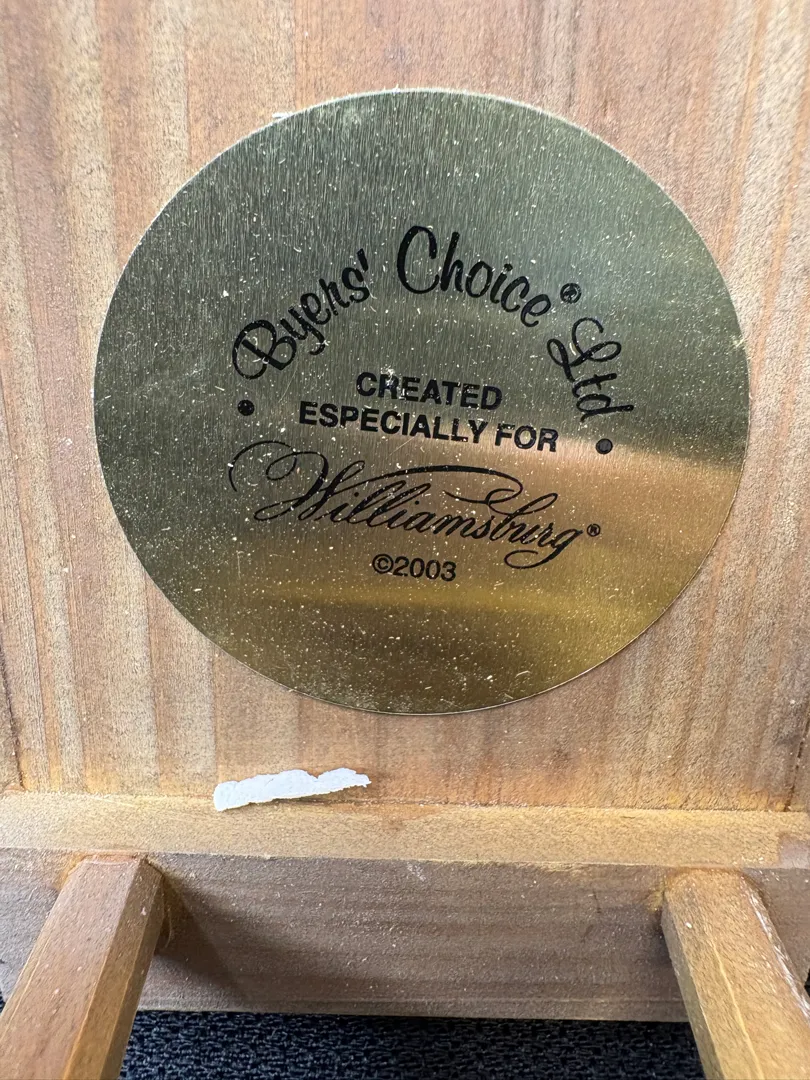 Byers' Choice® Ltd
• CREATED •
ESPECIALLY FOR
Williamsburg®
©2003